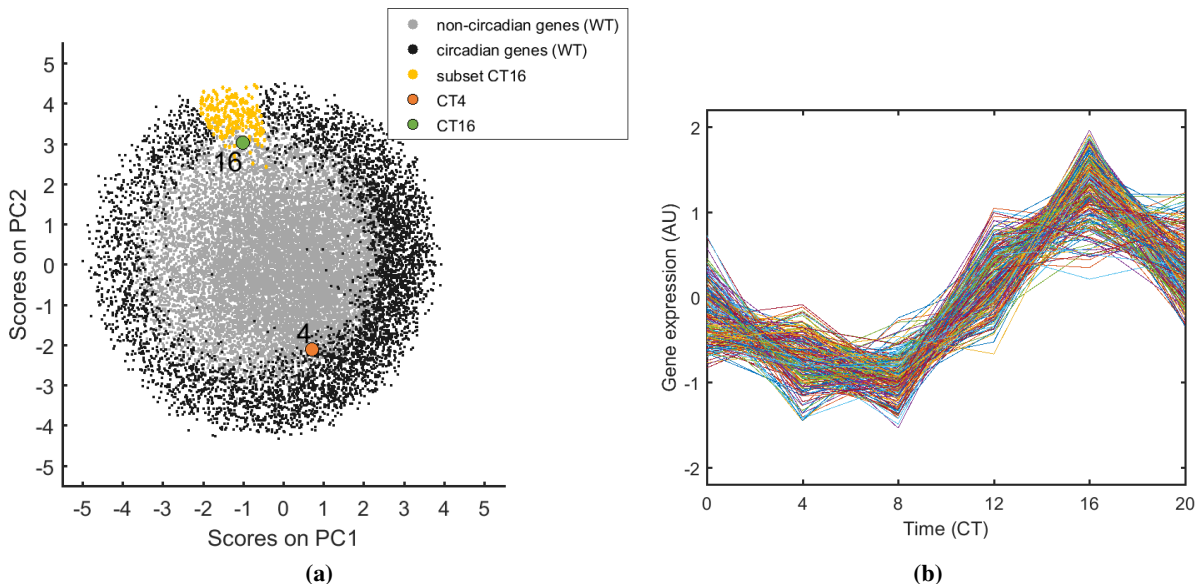 non-circadian genes (WT)
circadian genes (WT)
subset CT16
CT4
CT16
5
4
3
2
1
0
-1
-2
-3
-4
-5
Scores on PC2
16
4
-5 -4 -3 -2 -1 0 1 2 3 4 5
Scores on PC1
(a)
2
1
0
-1
-2
Gene expression (AU)
0 4 8 12 16 20
Time (CT)
(b)